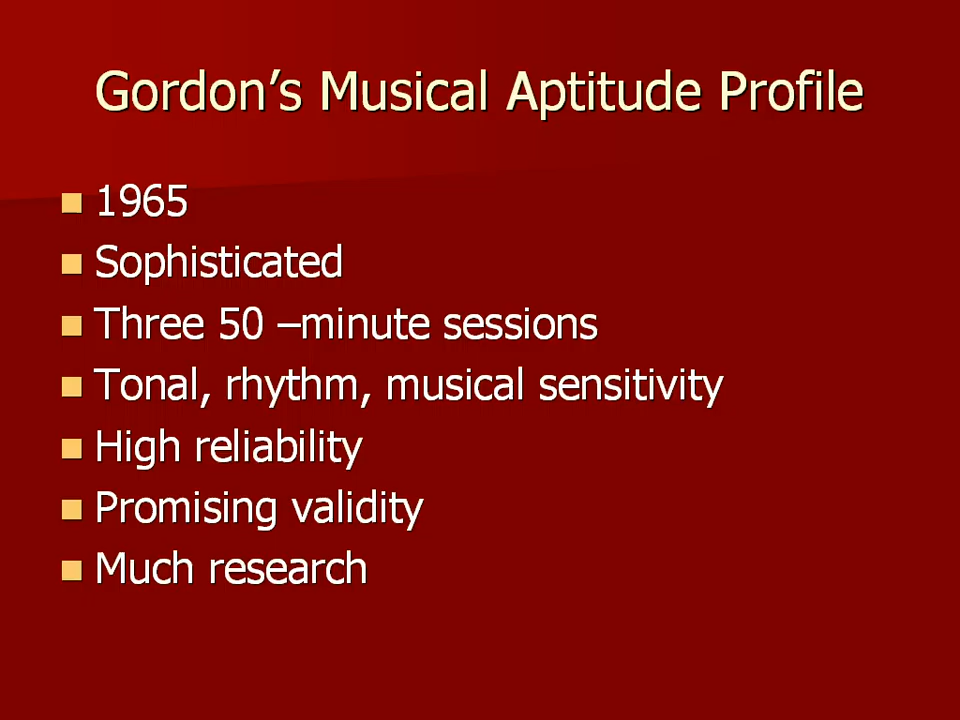 Gordon’s Musical Aptitude Profile
1965
Sophisticated
Three 50 –minute sessions
Tonal, rhythm, musical sensitivity
High reliability
Promising validity
Much research